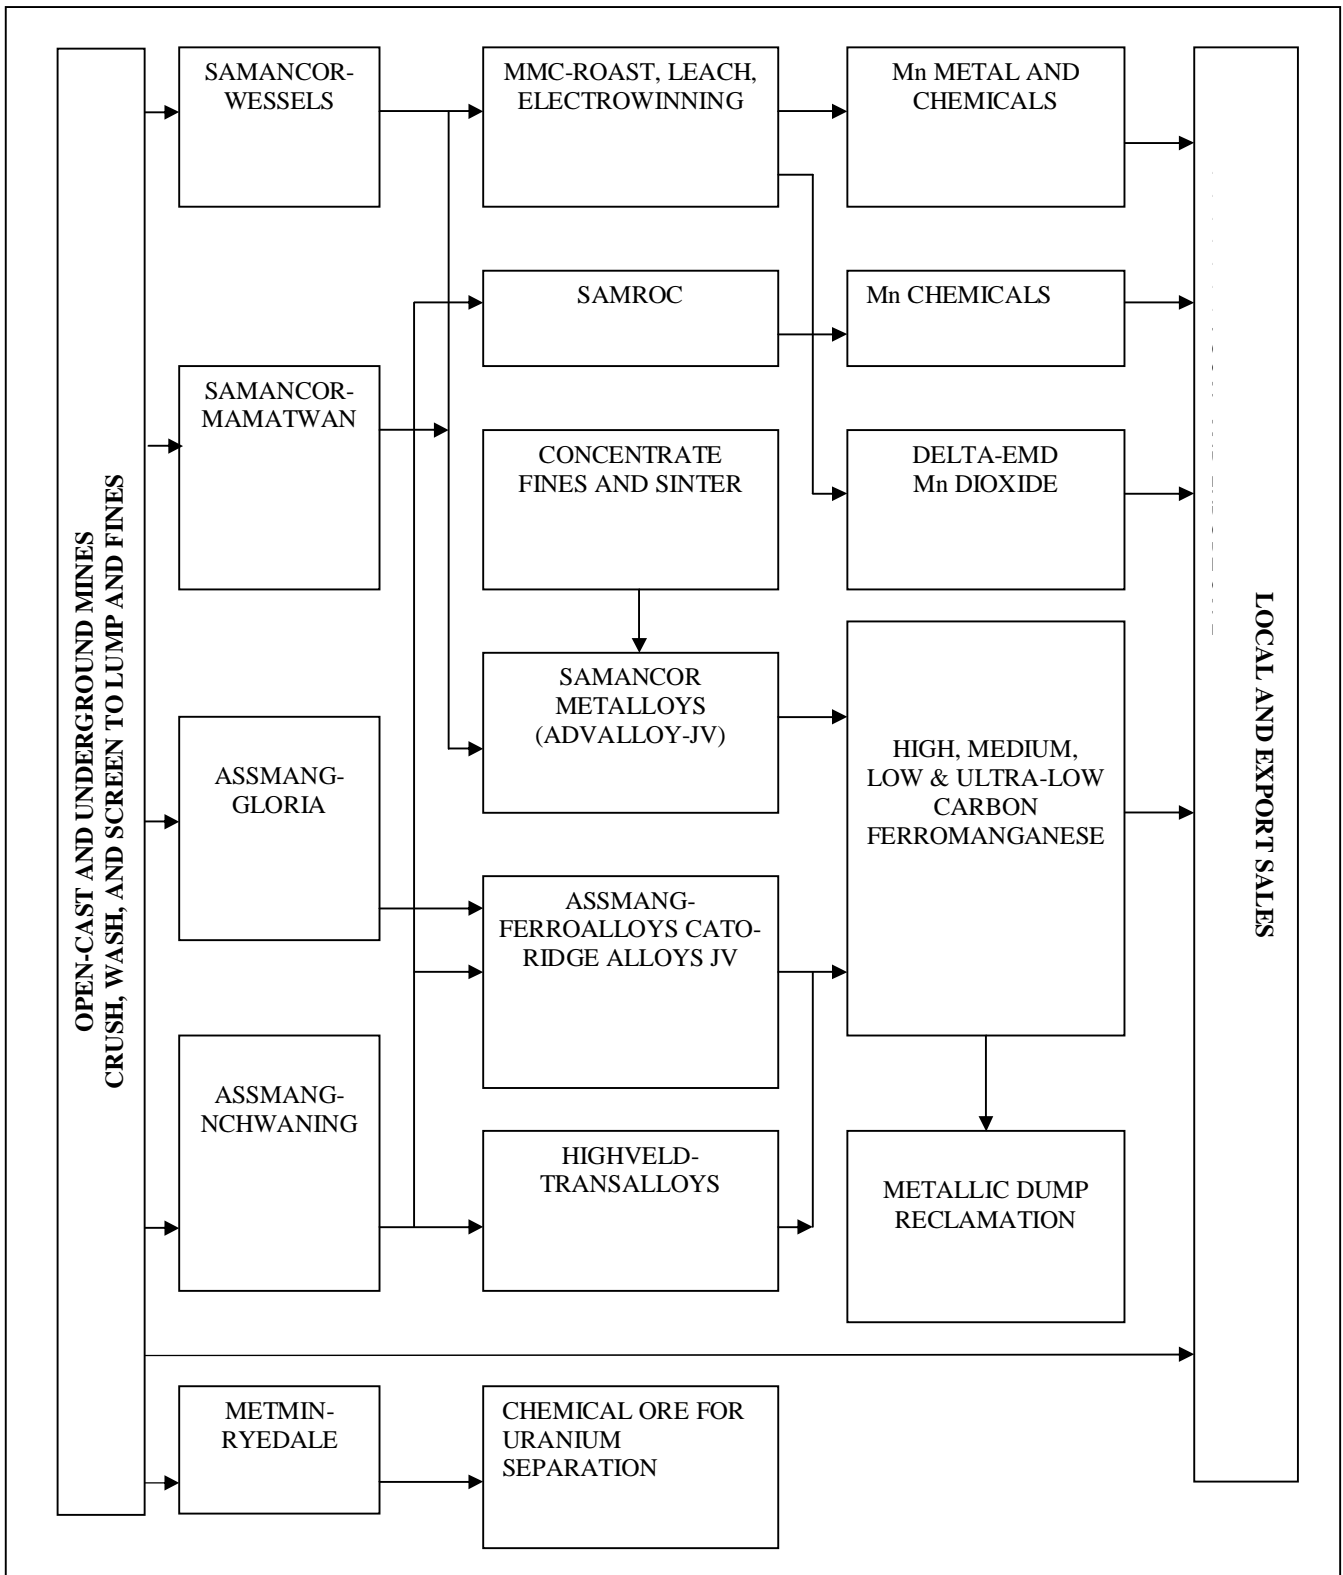 OPEN-CAST AND UNDERGROUND MINES
CRUSH, WASH, AND SCREEN TO LUMP AND FINES
SAMANCOR-
WESSELS
SAMANCOR-
MAMATWAN
ASSMANG-
GLORIA
ASSMANG-
NCHWANING
METMIN-
RYEDALE
MMC-ROAST, LEACH,
ELECTROWINNING
SAMROC
CONCENTRATE
FINES AND SINTER
SAMANCOR
METALLOYS
(ADVALLOY-JV)
ASSMANG-
FERROALLOYS CATO-
RIDGE ALLOYS JV
HIGHVELD-
TRANSALLOYS
CHEMICAL ORE FOR
URANIUM
SEPARATION
Mn METAL AND
CHEMICALS
Mn CHEMICALS
DELTA-EMD
Mn DIOXIDE
HIGH, MEDIUM,
LOW & ULTRA-LOW
CARBON
FERROMANGANESE
METALLIC DUMP
RECLAMATION
LOCAL AND EXPORT SALES